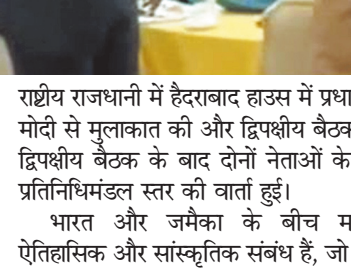 राष्ट्रीय राजधानी में हैदराबाद हाउस में प्रधा
मोदी से मुलाकात की और द्विपक्षीय बैठक
द्विपक्षीय बैठक के बाद दोनों नेताओं के
प्रतिनिधिमंडल स्तर की वार्ता हुई।
भारत और जमैका के बीच म
ऐतिहासिक और सांस्कृतिक संबंध हैं, जो